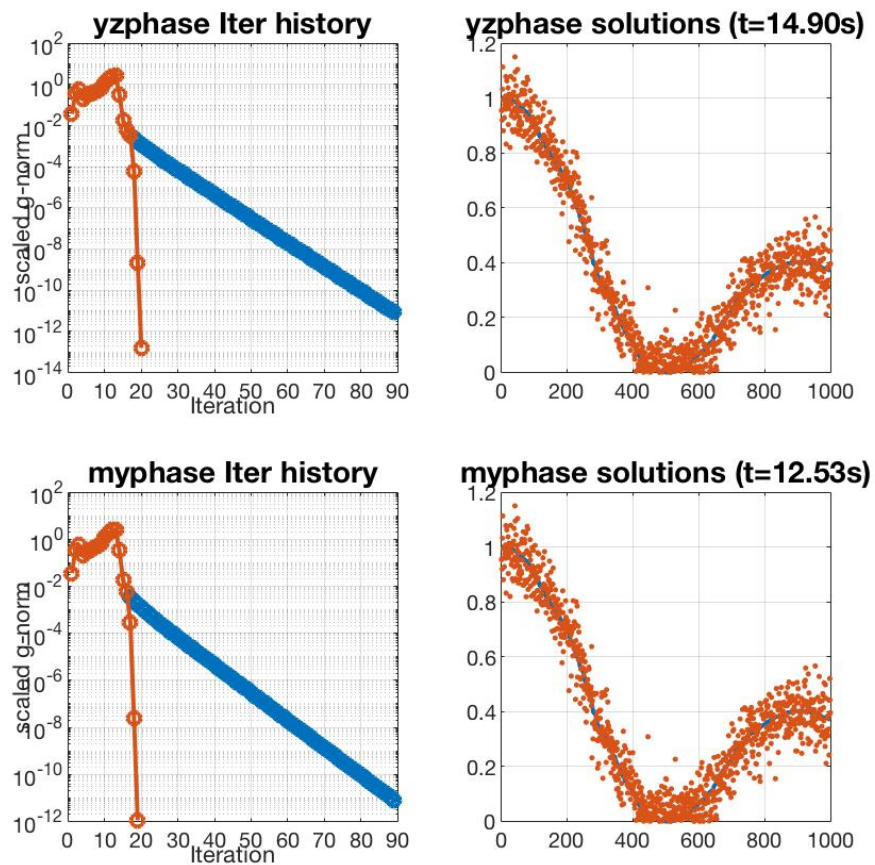 yzphase Iter history
10^2
10^0
10^-2
10^-4
10^-6
10^-8
10^-10
10^-12
10^-14
scaled g-norm
0 10 20 30 40 50 60 70 80 90
Iteration
yzphase solutions (t=14.90s)
1.2
1
0.8
0.6
0.4
0.2
0
0 200 400 600 800 1000
myphase Iter history
10^2
10^0
10^-2
10^-4
10^-6
10^-8
10^-10
10^-12
scaled g-norm
0 10 20 30 40 50 60 70 80 90
Iteration
myphase solutions (t=12.53s)
1.2
1
0.8
0.6
0.4
0.2
0
0 200 400 600 800 1000